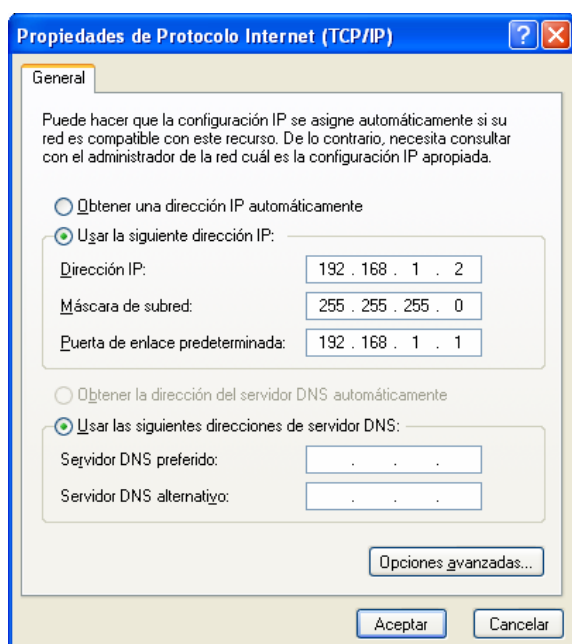 Propiedades de Protocolo Internet (TCP/IP)
General
Puede hacer que la configuración IP se asigne automáticamente si su
red es compatible con este recurso. De lo contrario, necesita consultar
con el administrador de la red cuál es la configuración IP apropiada.
Obtener una dirección IP automáticamente
Usar la siguiente dirección IP:
Dirección IP: 192 . 168 . 1 . 2
Máscara de subred: 255 . 255 . 255 . 0
Puerta de enlace predeterminada: 192 . 168 . 1 . 1
Obtener la dirección del servidor DNS automáticamente
Usar las siguientes direcciones de servidor DNS:
Servidor DNS preferido: . . .
Servidor DNS alternativo: . . .
Opciones avanzadas...
Aceptar Cancelar